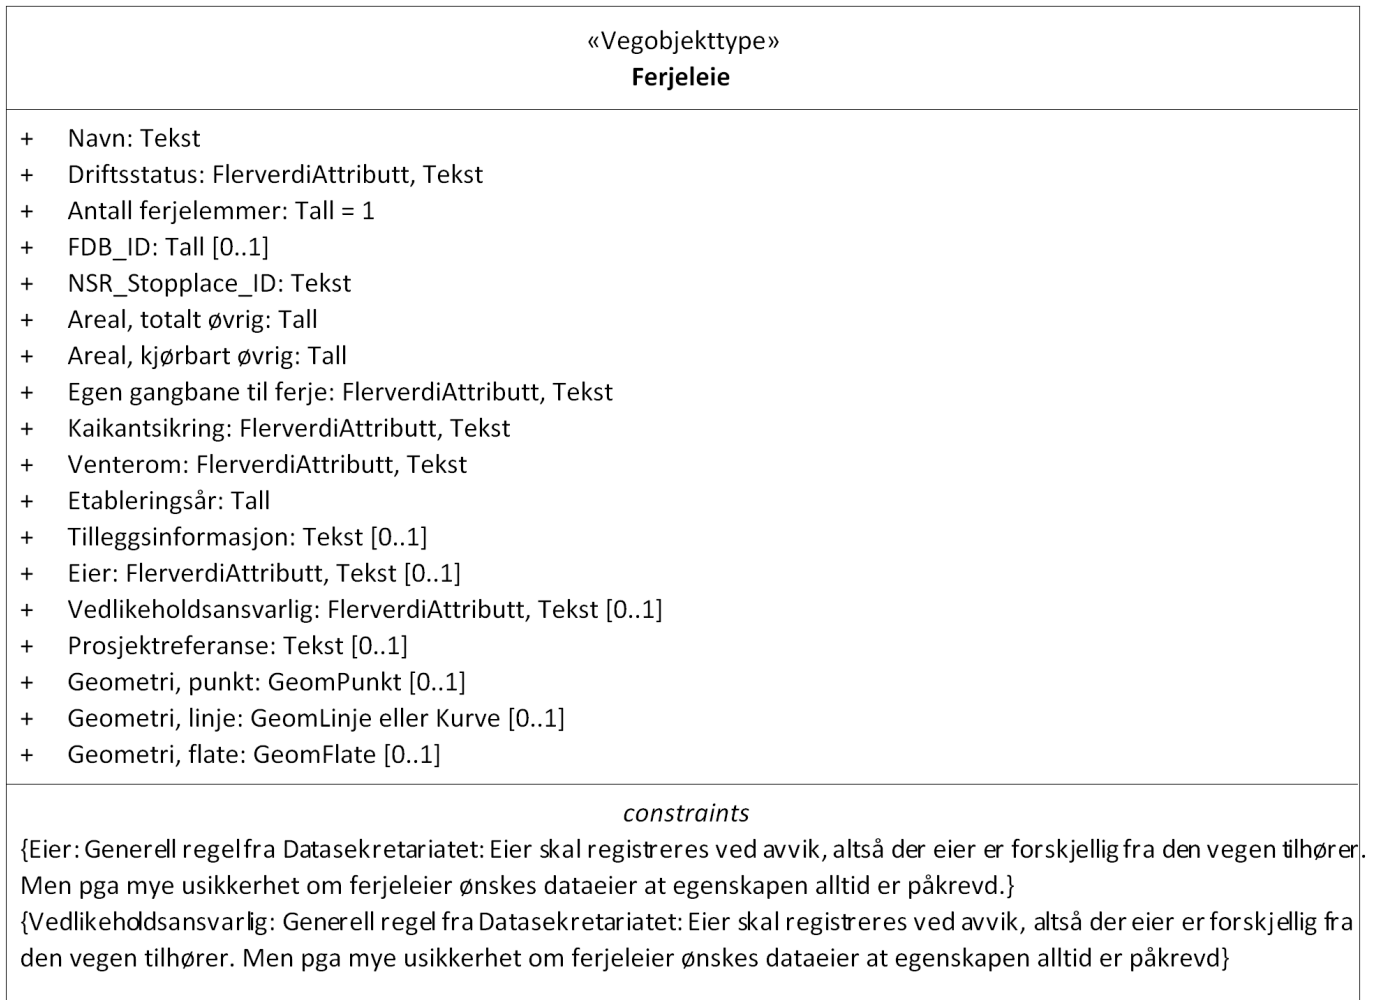 «Vegobjekttype»
Ferjeleie
+ Navn: Tekst
+ Driftsstatus: FlerverdiAttributt, Tekst
+ Antall ferjelemmer: Tall = 1
+ FDB_ID: Tall [0..1]
+ NSR_Stopplace_ID: Tekst
+ Areal, totalt øvrig: Tall
+ Areal, kjørbart øvrig: Tall
+ Egen gangbane til ferje: FlerverdiAttributt, Tekst
+ Kaikantsikring: FlerverdiAttributt, Tekst
+ Venterom: FlerverdiAttributt, Tekst
+ Etableringsår: Tall
+ Tilleggsinformasjon: Tekst [0..1]
+ Eier: FlerverdiAttributt, Tekst [0..1]
+ Vedlikeholdsansvarlig: FlerverdiAttributt, Tekst [0..1]
+ Prosjektreferanse: Tekst [0..1]
+ Geometri, punkt: GeomPunkt [0..1]
+ Geometri, linje: GeomLinje eller Kurve [0..1]
+ Geometri, flate: GeomFlate [0..1]
constraints
{Eier: Generell regel fra Datasekretariatet: Eier skal registreres ved avvik, altså der eier er forskjellig fra den vegen tilhører.
Men pga mye usikkerhet om ferjeleier ønskes dataeier at egenskapen alltid er påkrevd.}
{Vedlikeholdsansvarlig: Generell regel fra Datasekretariatet: Eier skal registreres ved avvik, altså der eier er forskjellig fra
den vegen tilhører. Men pga mye usikkerhet om ferjeleier ønskes dataeier at egenskapen alltid er påkrevd}